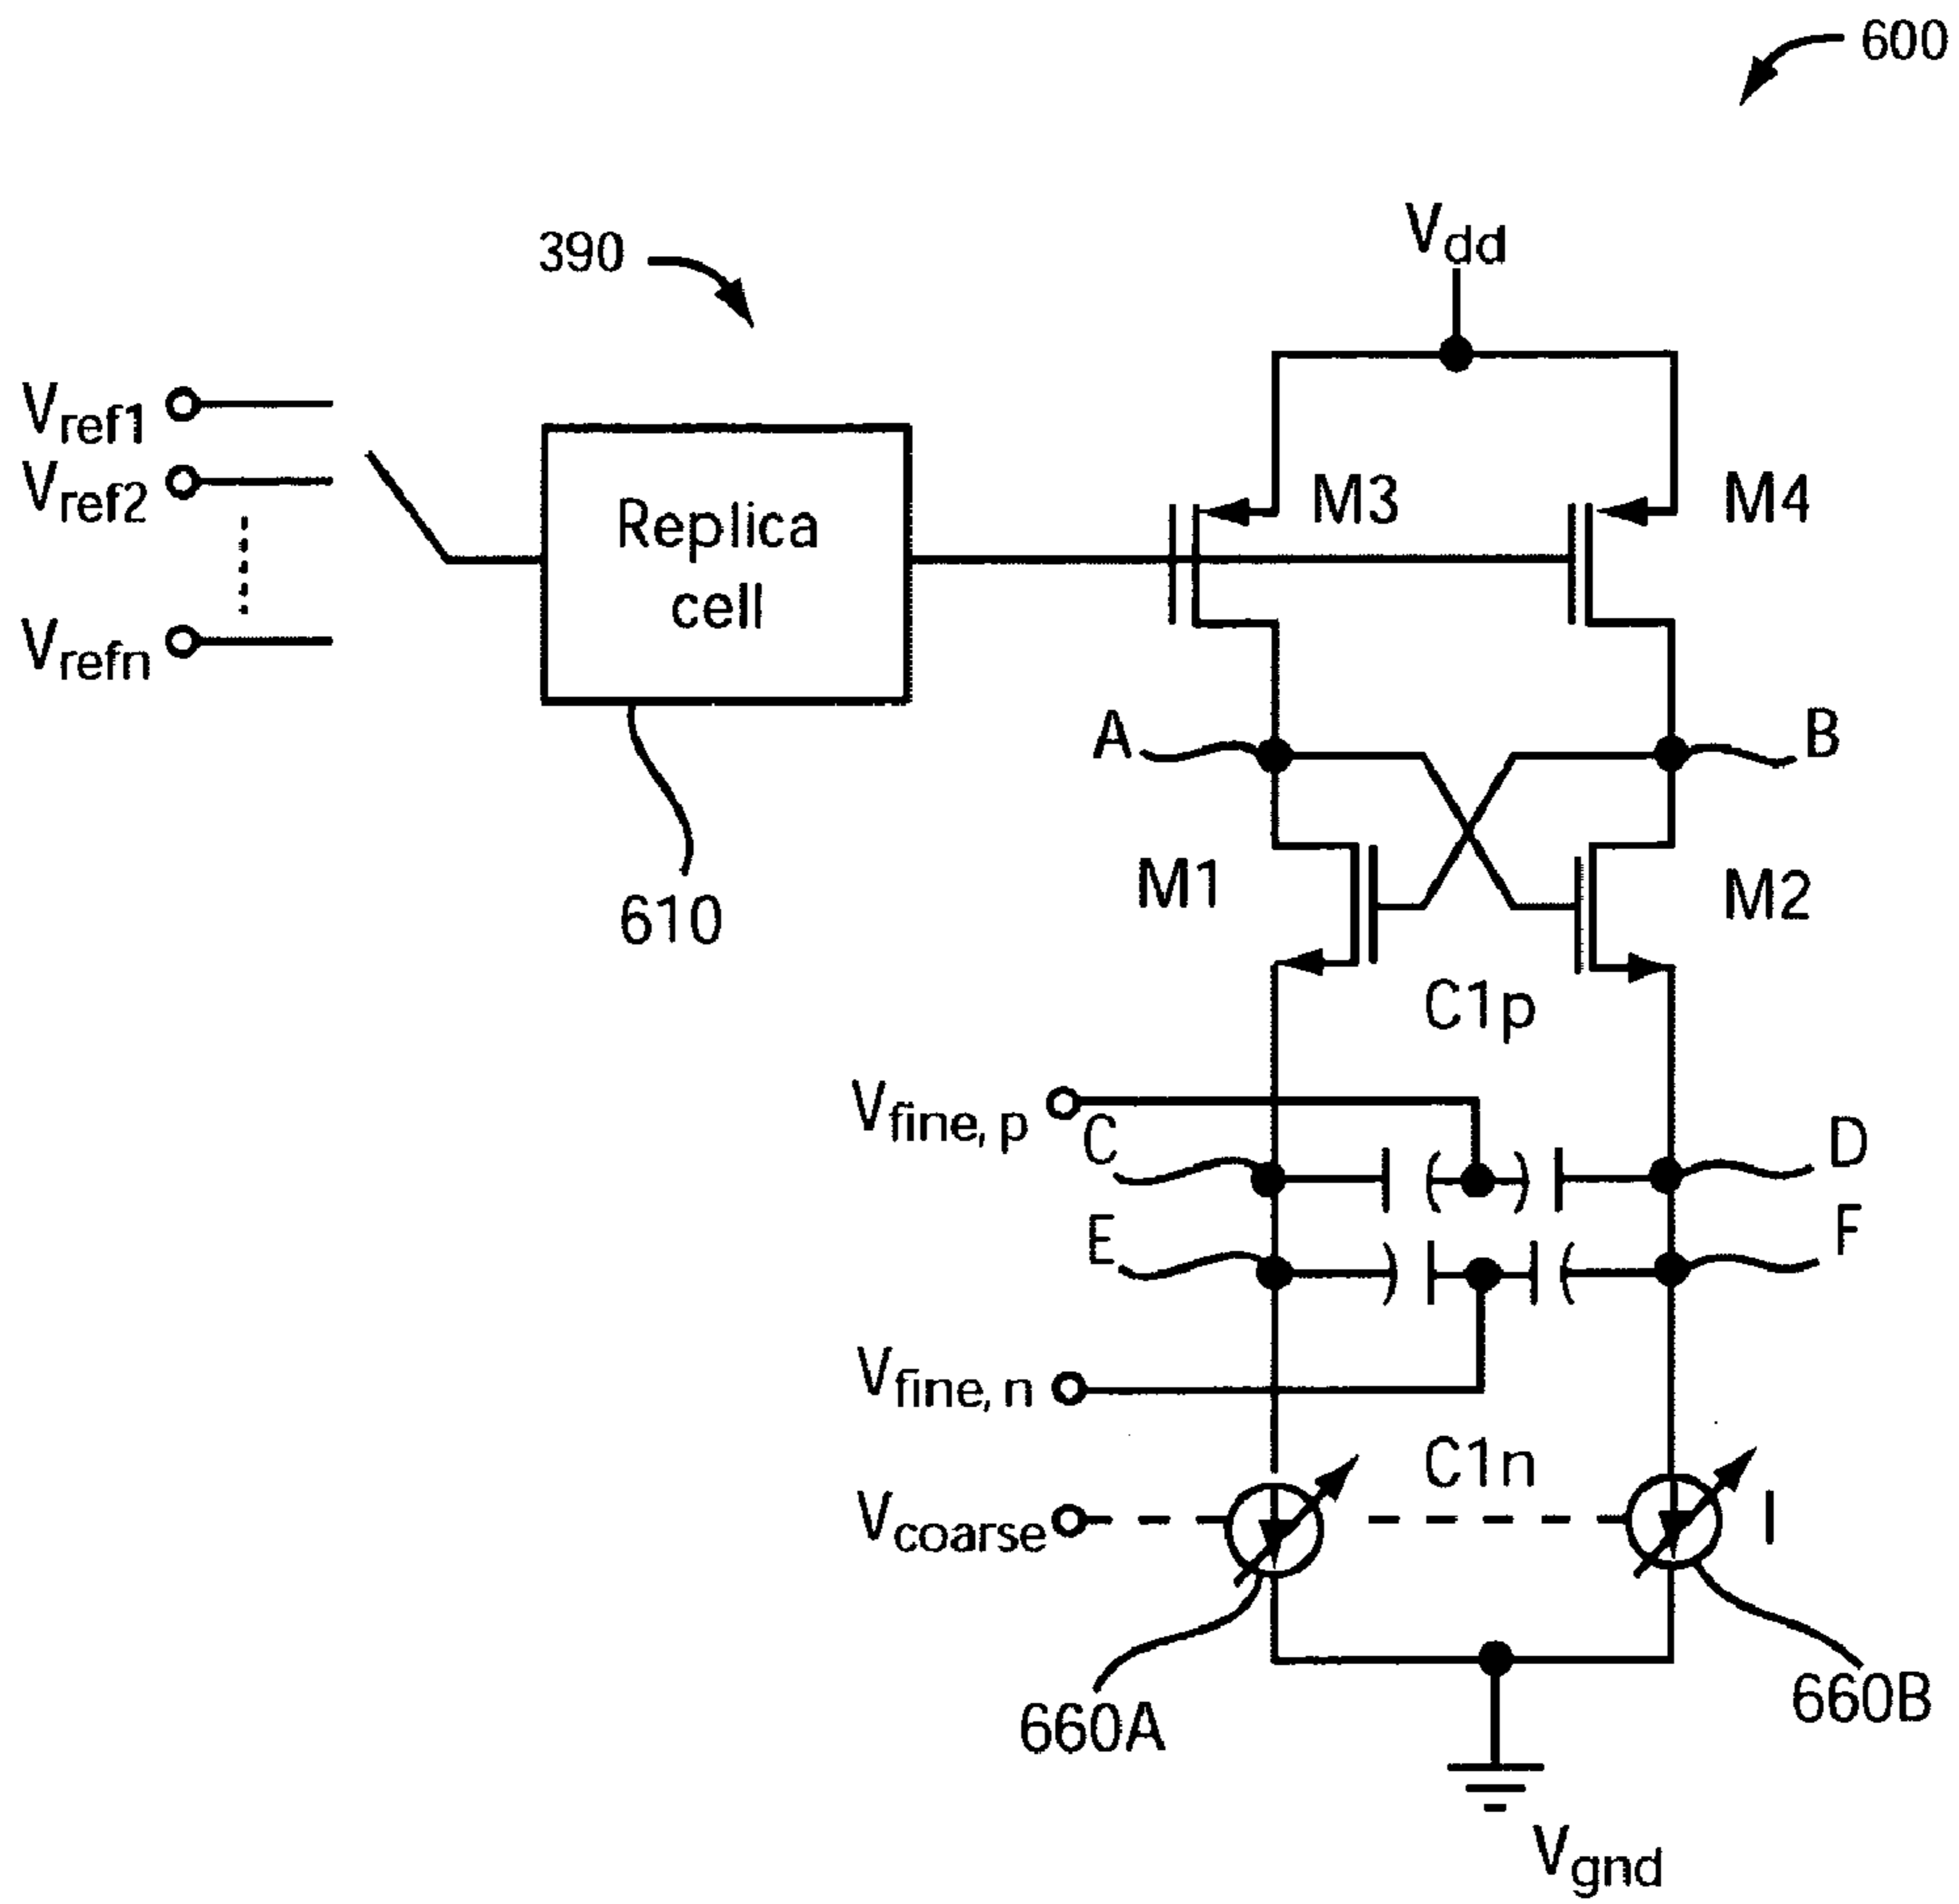 600
390
Vdd
Vref1
Vref2
Vrefn
Replica
cell
M3
M4
A
B
610
M1
M2
C1p
Vfine, p
C
D
E
F
Vfine, n
C1n
Vcoarse
I
660A
660B
Vgnd